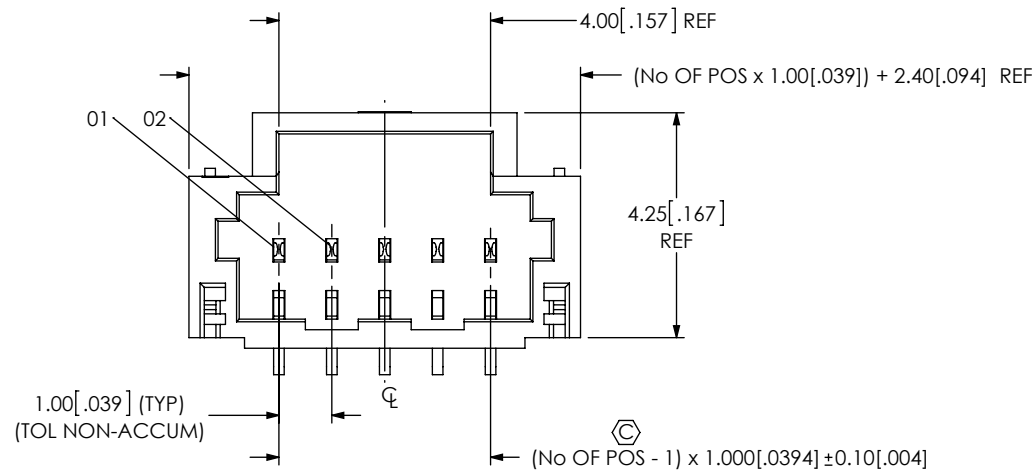 4.00[.157] REF
(No OF POS x 1.00[.039]) + 2.40[.094] REF
01
02
4.25[.167]
REF
1.00[.039] (TYP)
(TOL NON-ACCUM)
℄
C
(No OF POS - 1) x 1.000[.0394] ±0.10[.004]